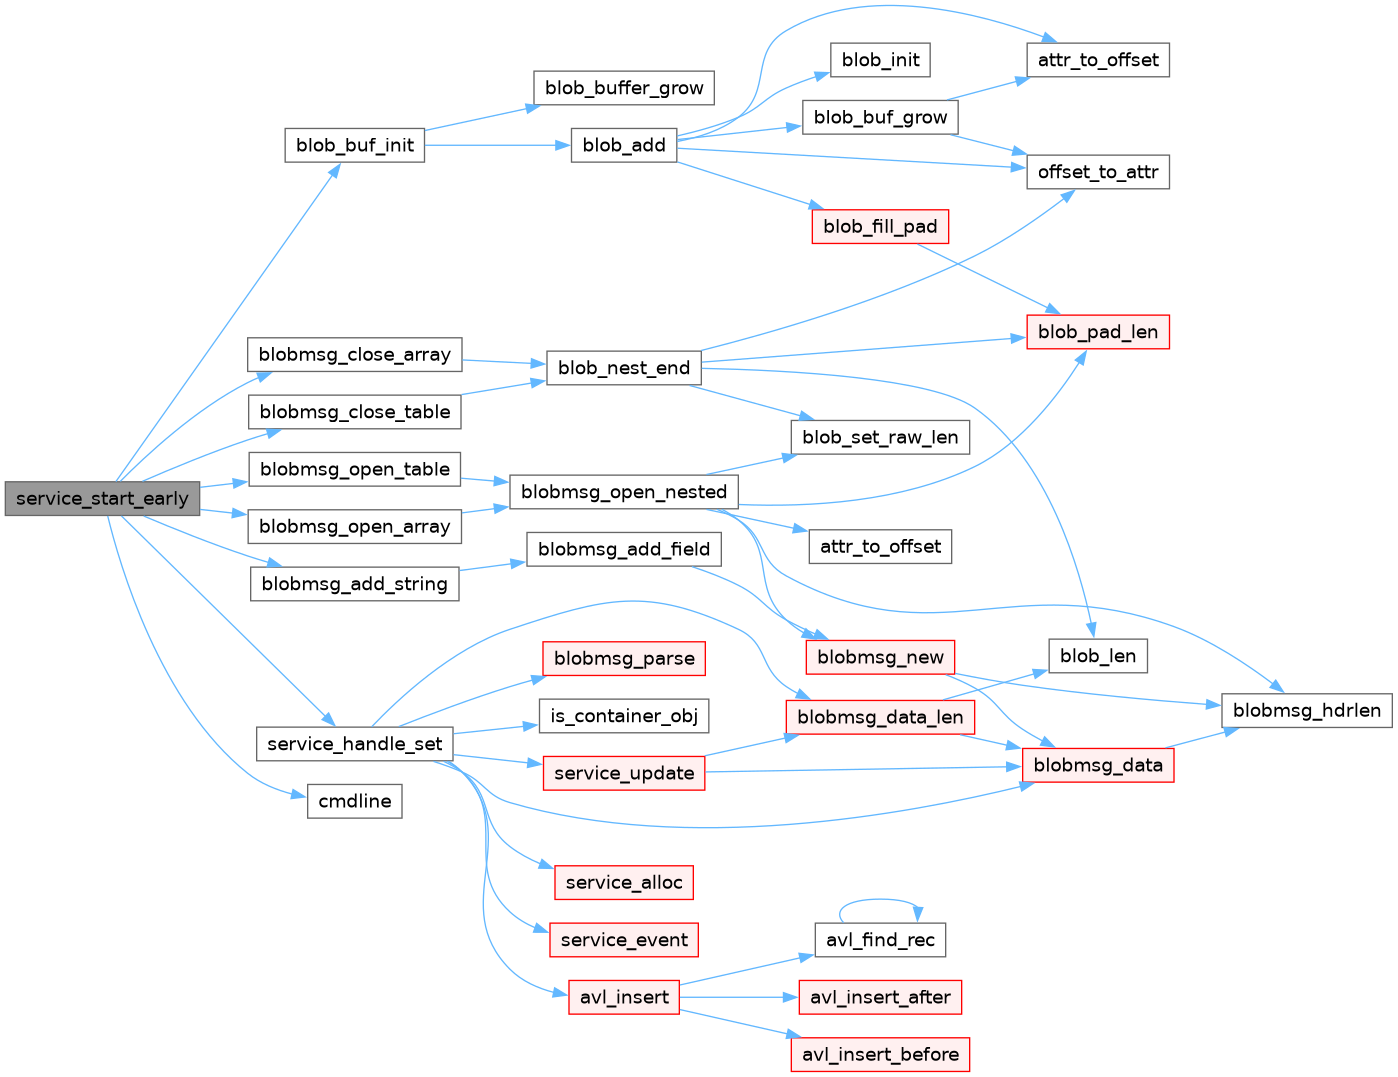 service_start_early
blob_buf_init
blobmsg_close_array
blobmsg_close_table
blobmsg_open_table
blobmsg_open_array
blobmsg_add_string
service_handle_set
cmdline
blob_buffer_grow
blob_add
blob_nest_end
blobmsg_open_nested
blobmsg_add_field
blobmsg_parse
is_container_obj
service_update
service_alloc
service_event
avl_insert
blob_init
blob_buf_grow
blob_fill_pad
blob_set_raw_len
attr_to_offset
blobmsg_new
blobmsg_data_len
avl_find_rec
avl_insert_after
avl_insert_before
attr_to_offset
offset_to_attr
blob_pad_len
blob_len
blobmsg_data
blobmsg_hdrlen